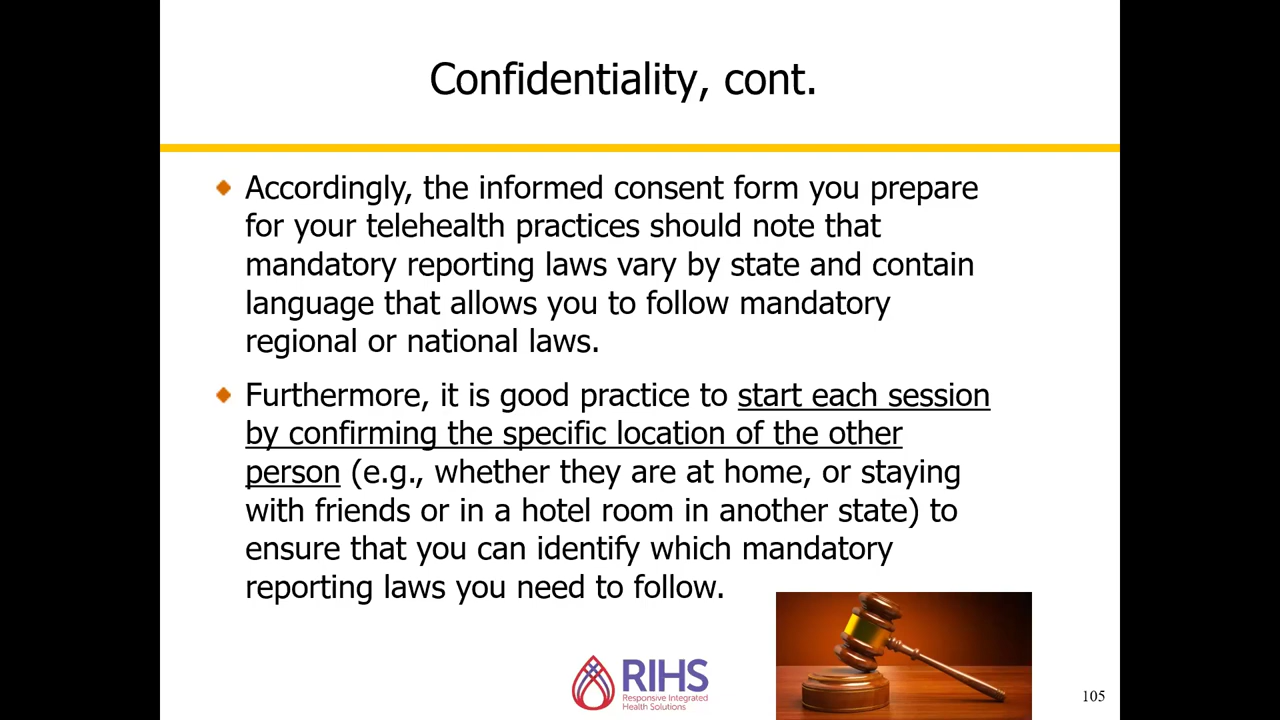 Confidentiality, cont.
Accordingly, the informed consent form you prepare
for your telehealth practices should note that
mandatory reporting laws vary by state and contain
language that allows you to follow mandatory
regional or national laws.
Furthermore, it is good practice to start each session
by confirming the specific location of the other
person (e.g., whether they are at home, or staying
with friends or in a hotel room in another state) to
ensure that you can identify which mandatory
reporting laws you need to follow.
RIHS
Responsive Integrated
Health Solutions
105